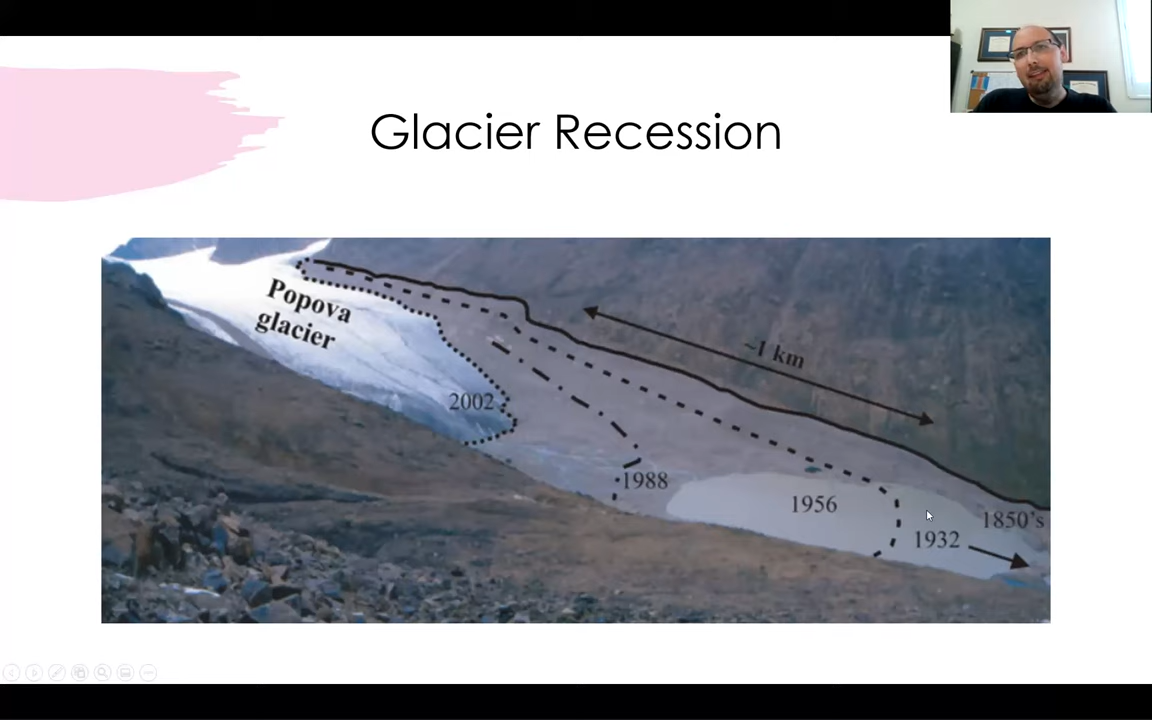 Glacier Recession
Popova
glacier
~1 km
2002
1988
1956
1932
1850's